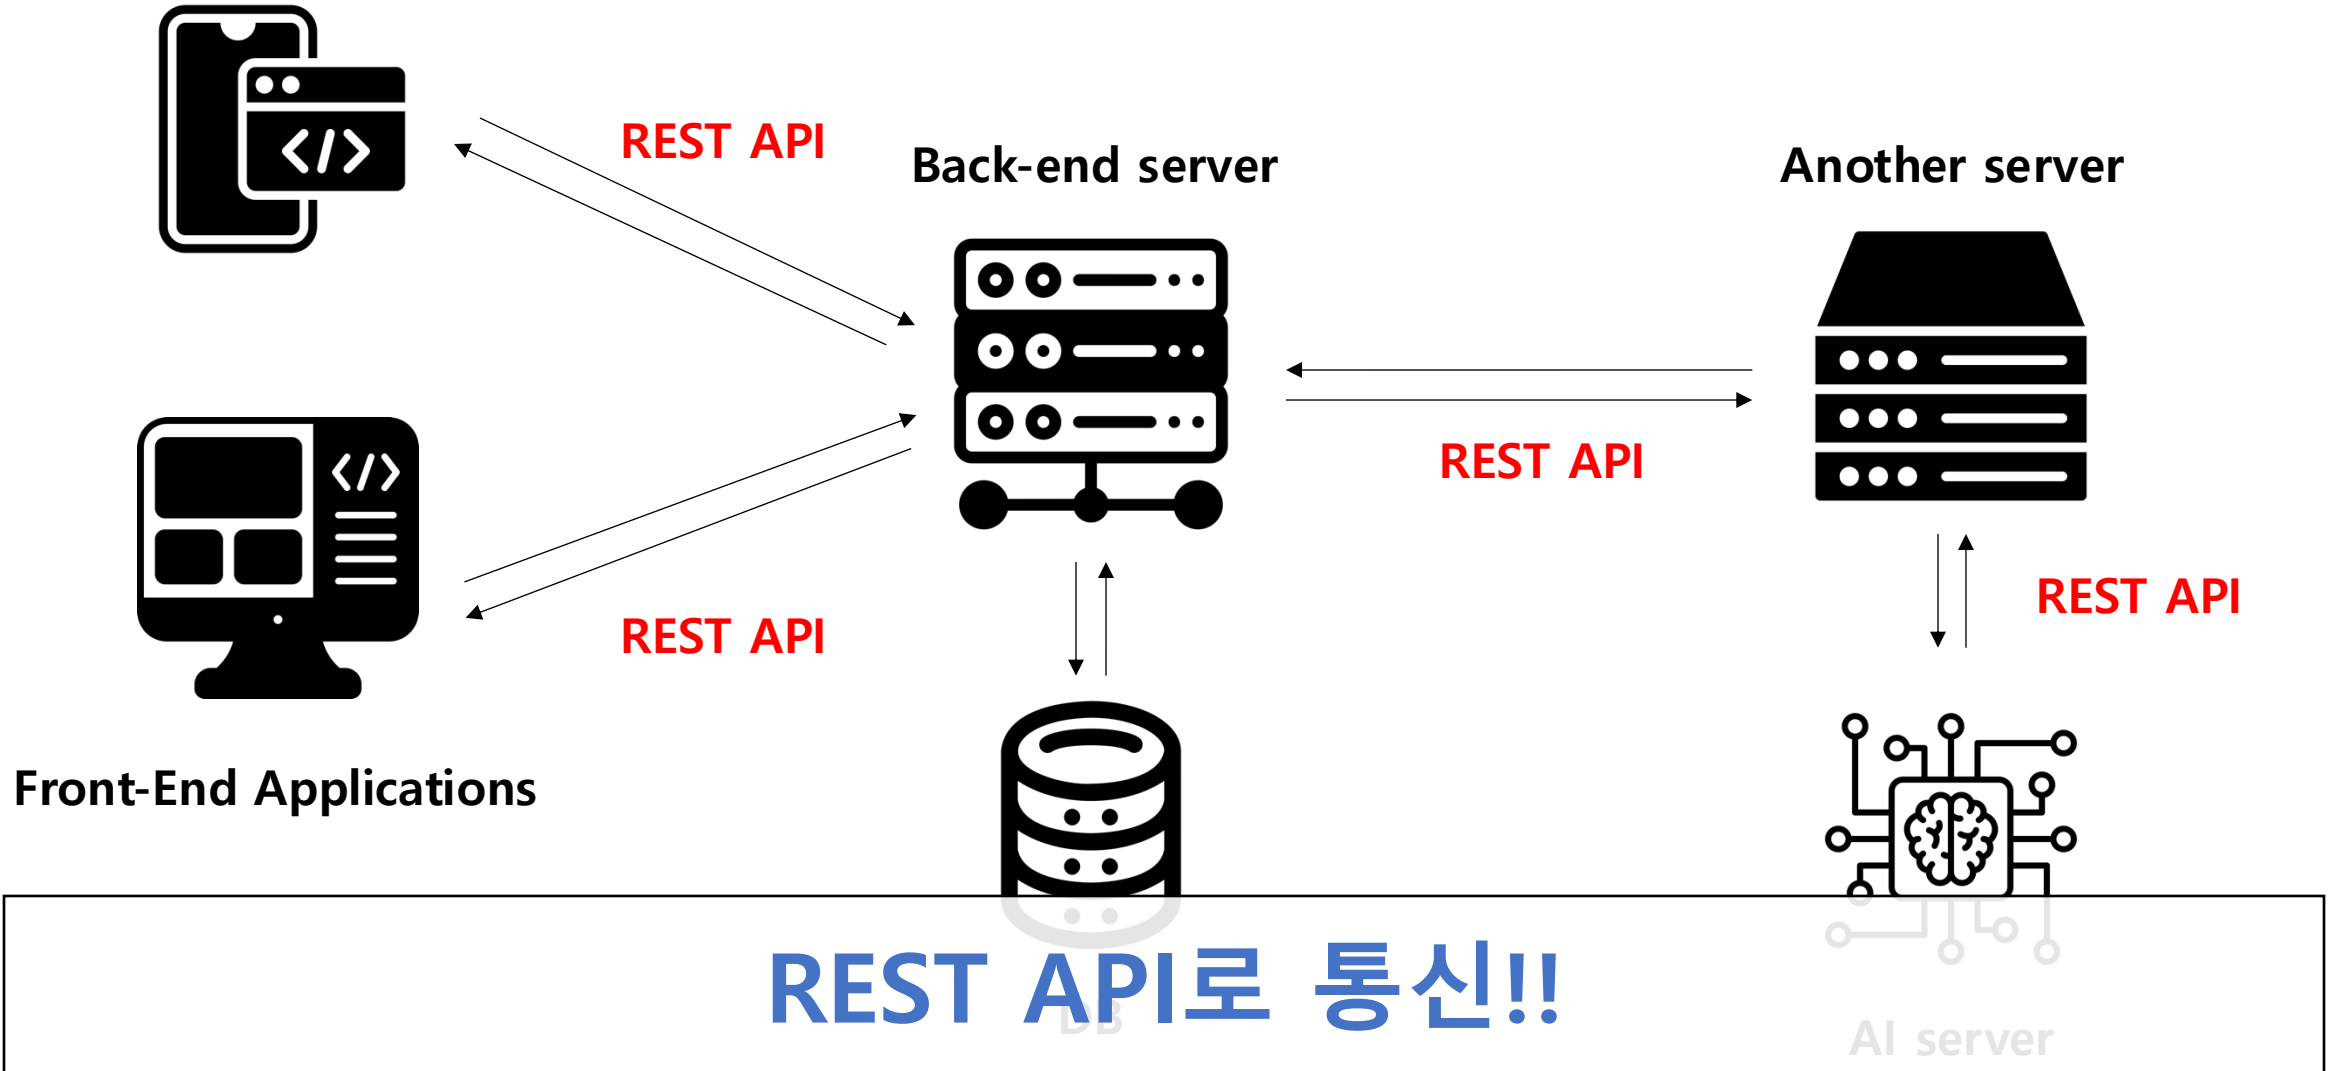 REST API
Back-end server
Another server
REST API
REST API
REST API
Front-End Applications
REST API로 통신!!
DB
AI server